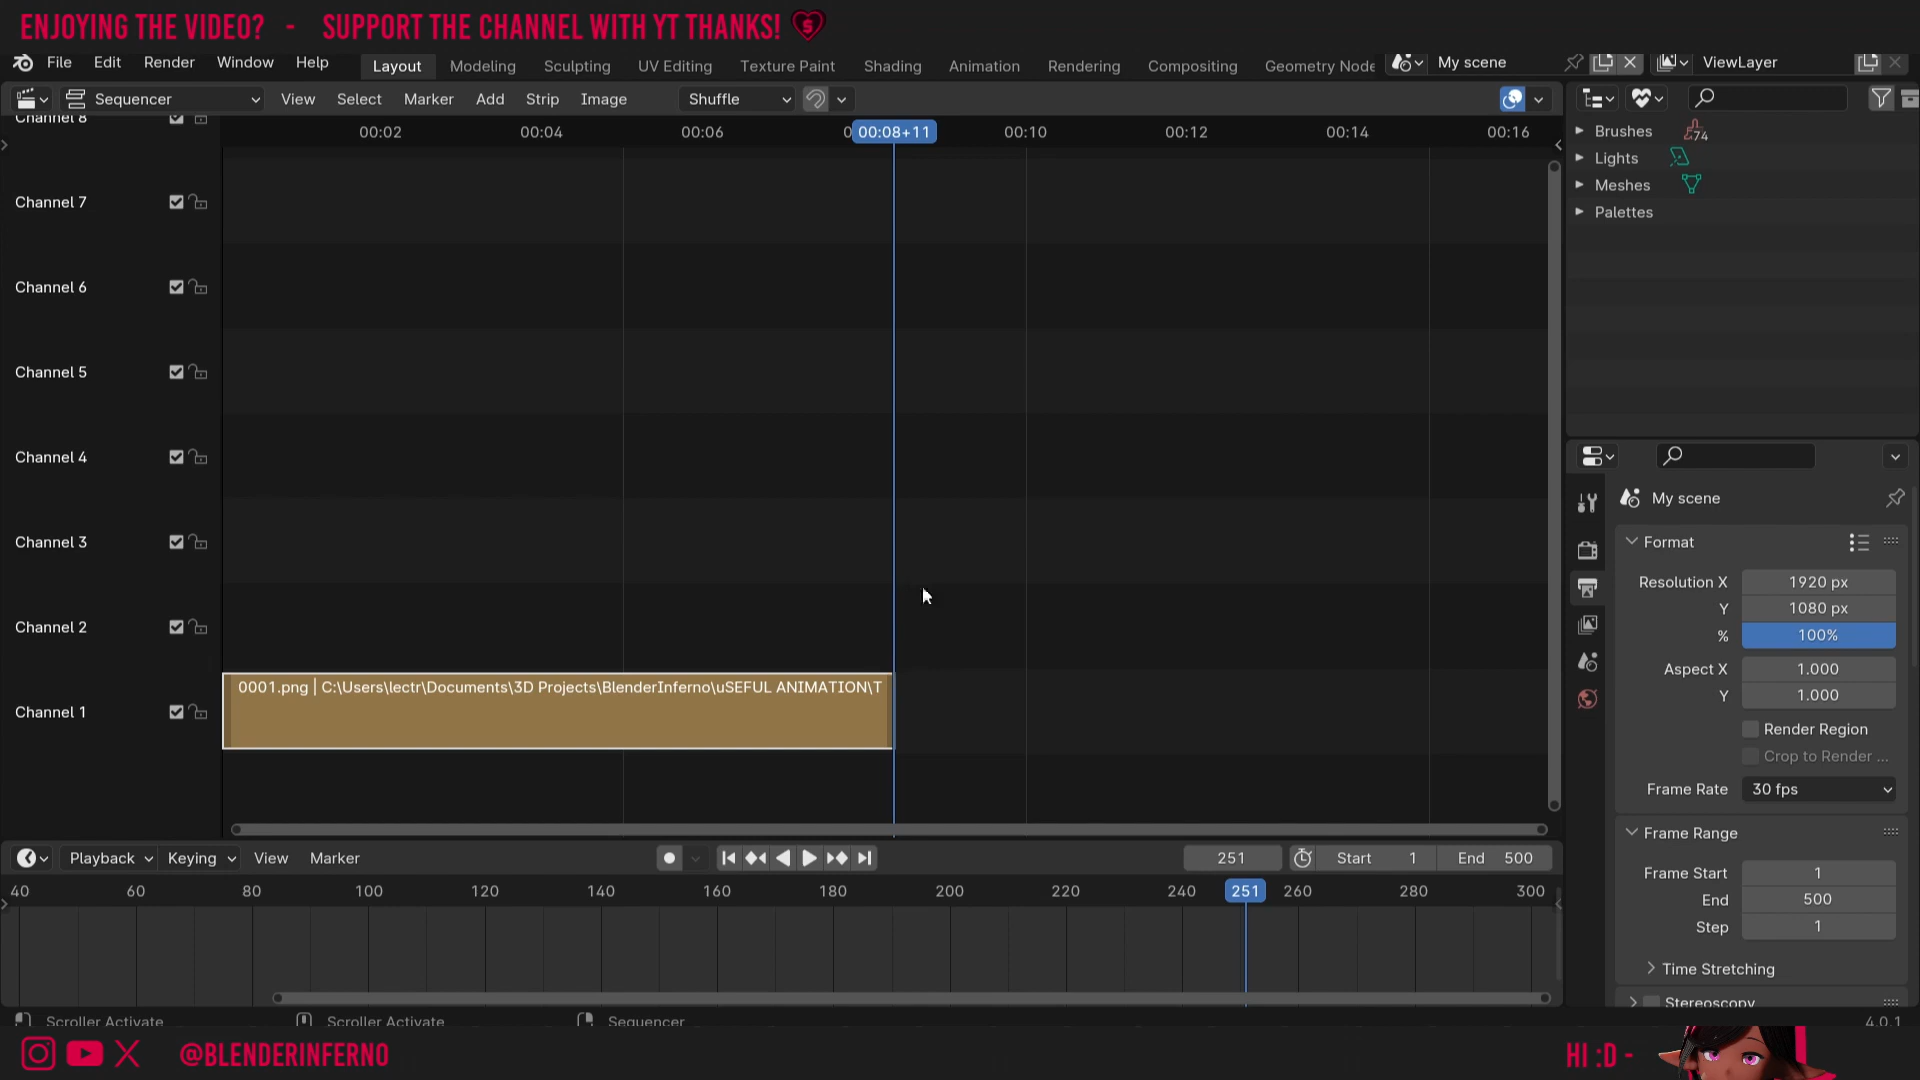 ENJOYING THE VIDEO? - SUPPORT THE CHANNEL WITH YT THANKS!
File Edit Render Window Help Layout Modeling Sculpting UV Editing Texture Paint Shading Animation Rendering Compositing Geometry Node My scene ViewLayer
Sequencer View Select Marker Add Strip Image Shuffle
Channel 8 00:02 00:04 00:06 0 00:08+11 00:10 00:12 00:14 00:16
Brushes 74
Lights
Meshes
Palettes
Channel 7
Channel 6
Channel 5
Channel 4
Channel 3
Channel 2
Channel 1
0001.png | C:\Users\lectr\Documents\3D Projects\BlenderInferno\uSEFUL ANIMATION\T
My scene
Format
Resolution X 1920 px
Y 1080 px
% 100%
Aspect X 1.000
Y 1.000
Render Region
Crop to Render ...
Frame Rate 30 fps
Frame Range
Frame Start 1
End 500
Step 1
Time Stretching
Stereoscopy
Playback Keying View Marker 251 Start 1 End 500
40 60 80 100 120 140 160 180 200 220 240 251 260 280 300
Scroller Activate Scroller Activate Sequencer 4.0.1
@BLENDERINFERNO HI :D -